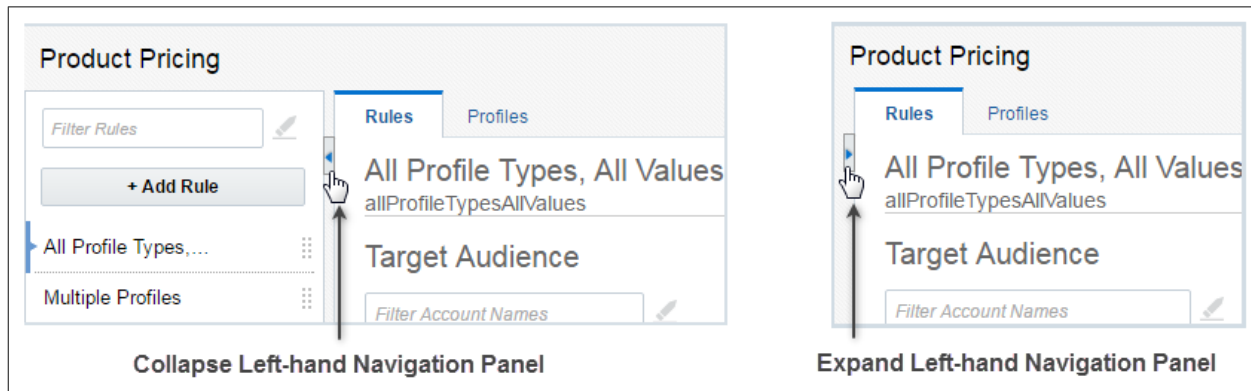 Product Pricing
Filter Rules
+ Add Rule
All Profile Types,...
Multiple Profiles
Rules Profiles
All Profile Types, All Values
allProfileTypesAllValues
Target Audience
Filter Account Names
Collapse Left-hand Navigation Panel
Product Pricing
Rules Profiles
All Profile Types, All Values
allProfileTypesAllValues
Target Audience
Filter Account Names
Expand Left-hand Navigation Panel